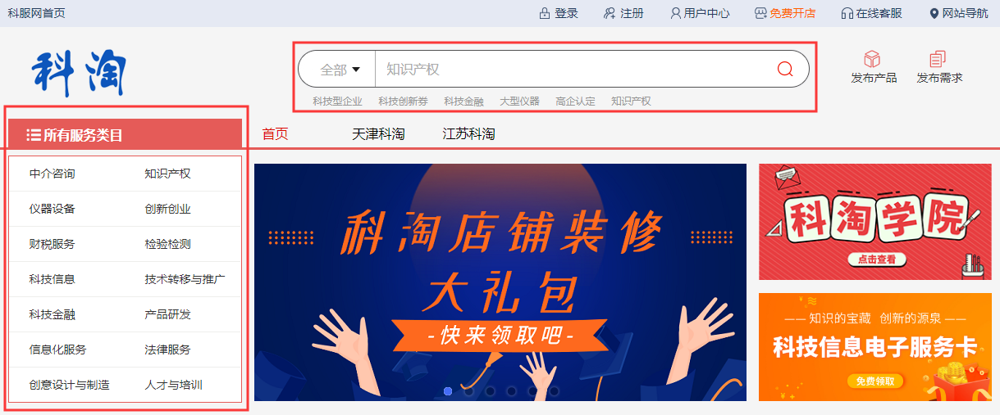 科服网首页 登录 注册 用户中心 免费开店 在线客服 网站导航
科淘
全部 知识产权
发布产品 发布需求
科技型企业 科技创新券 科技金融 大型仪器 高企认定 知识产权
所有服务类目
首页 天津科淘 江苏科淘
中介咨询 知识产权
仪器设备 创新创业
财税服务 检验检测
科技信息 技术转移与推广
科技金融 产品研发
信息化服务 法律服务
创意设计与制造 人才与培训
科淘店铺装修
大礼包
-快来领取吧-
科淘学院
点击查看
—— 知识的宝藏 创新的源泉 ——
科技信息电子服务卡
免费领取